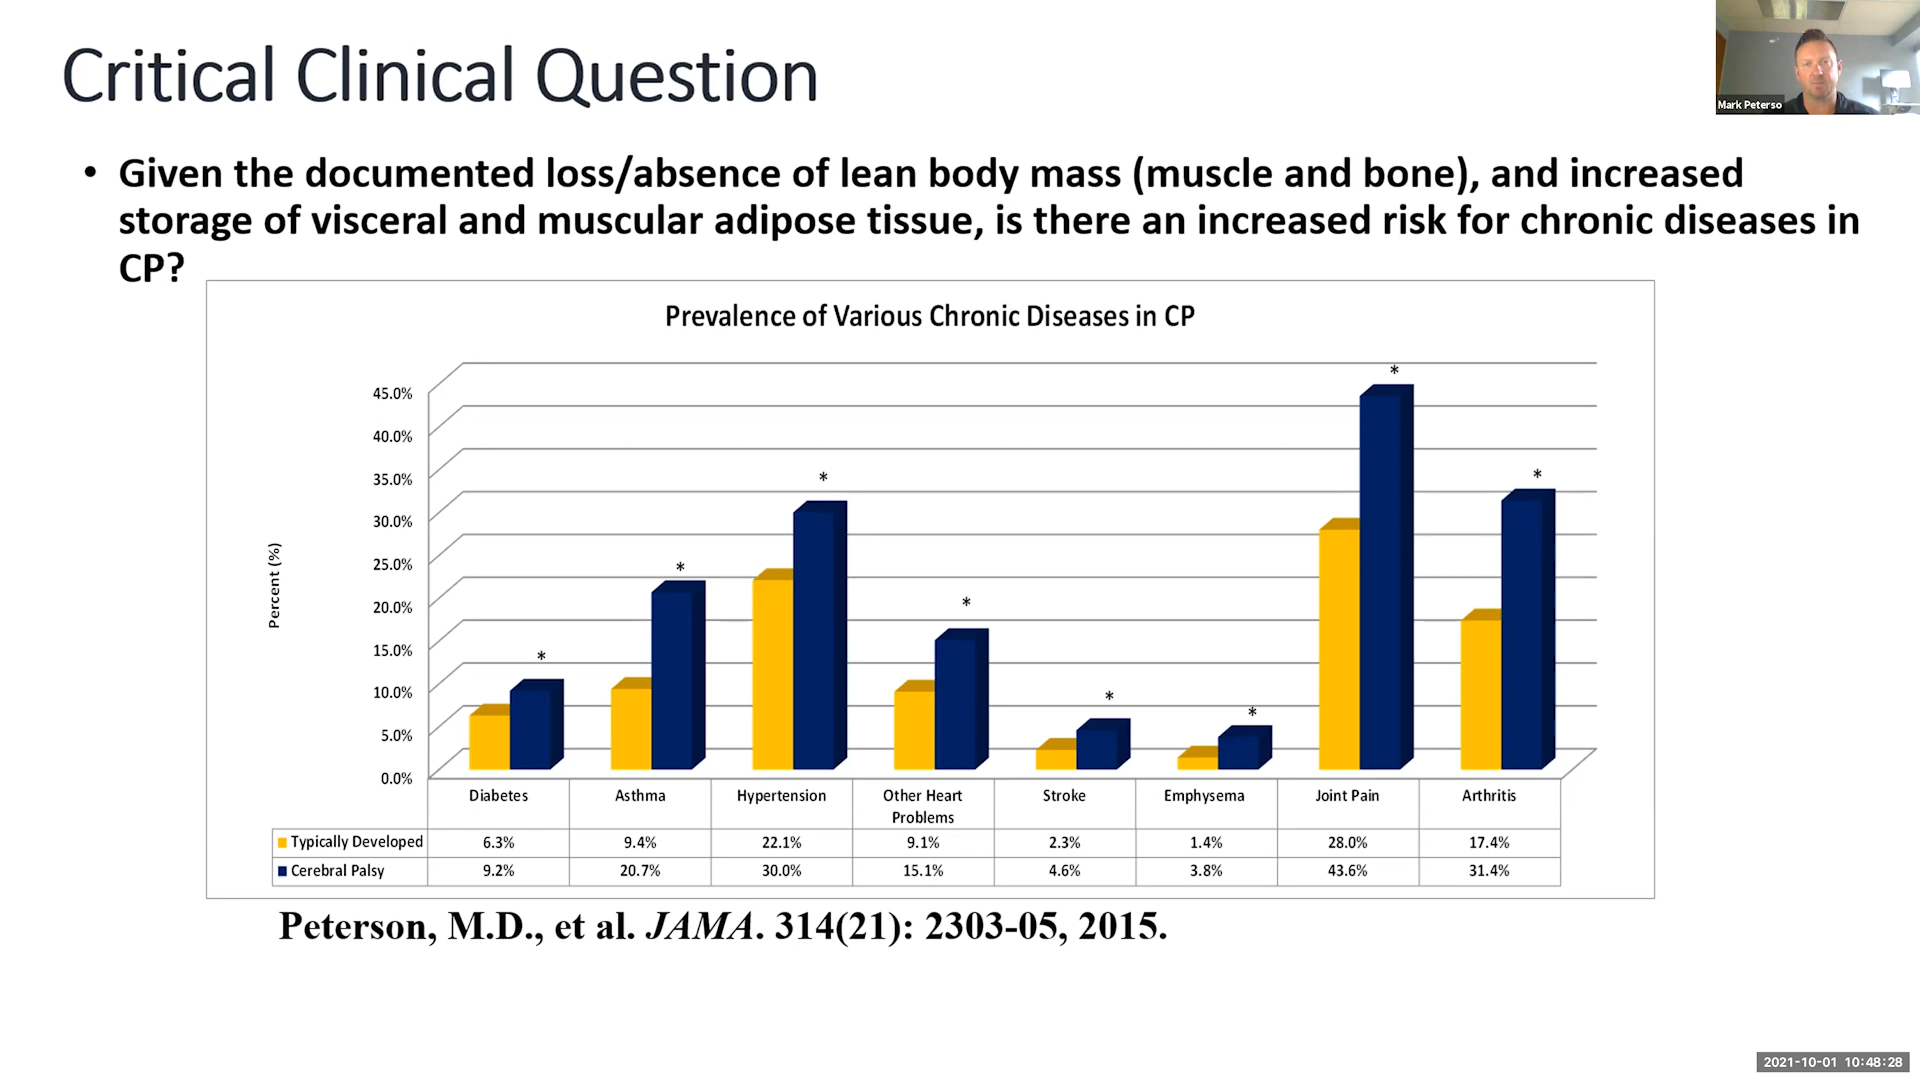 Critical Clinical Question
Mark Peterso
• Given the documented loss/absence of lean body mass (muscle and bone), and increased
storage of visceral and muscular adipose tissue, is there an increased risk for chronic diseases in
CP?
Prevalence of Various Chronic Diseases in CP
Percent (%)
45.0%
40.0%
35.0%
30.0%
25.0%
20.0%
15.0%
10.0%
5.0%
0.0%
* * * * * * * *
Diabetes Asthma Hypertension Other Heart Stroke Emphysema Joint Pain Arthritis
Problems
Typically Developed 6.3% 9.4% 22.1% 9.1% 2.3% 1.4% 28.0% 17.4%
Cerebral Palsy 9.2% 20.7% 30.0% 15.1% 4.6% 3.8% 43.6% 31.4%
Peterson, M.D., et al. JAMA. 314(21): 2303-05, 2015.
2021-10-01 10:48:28